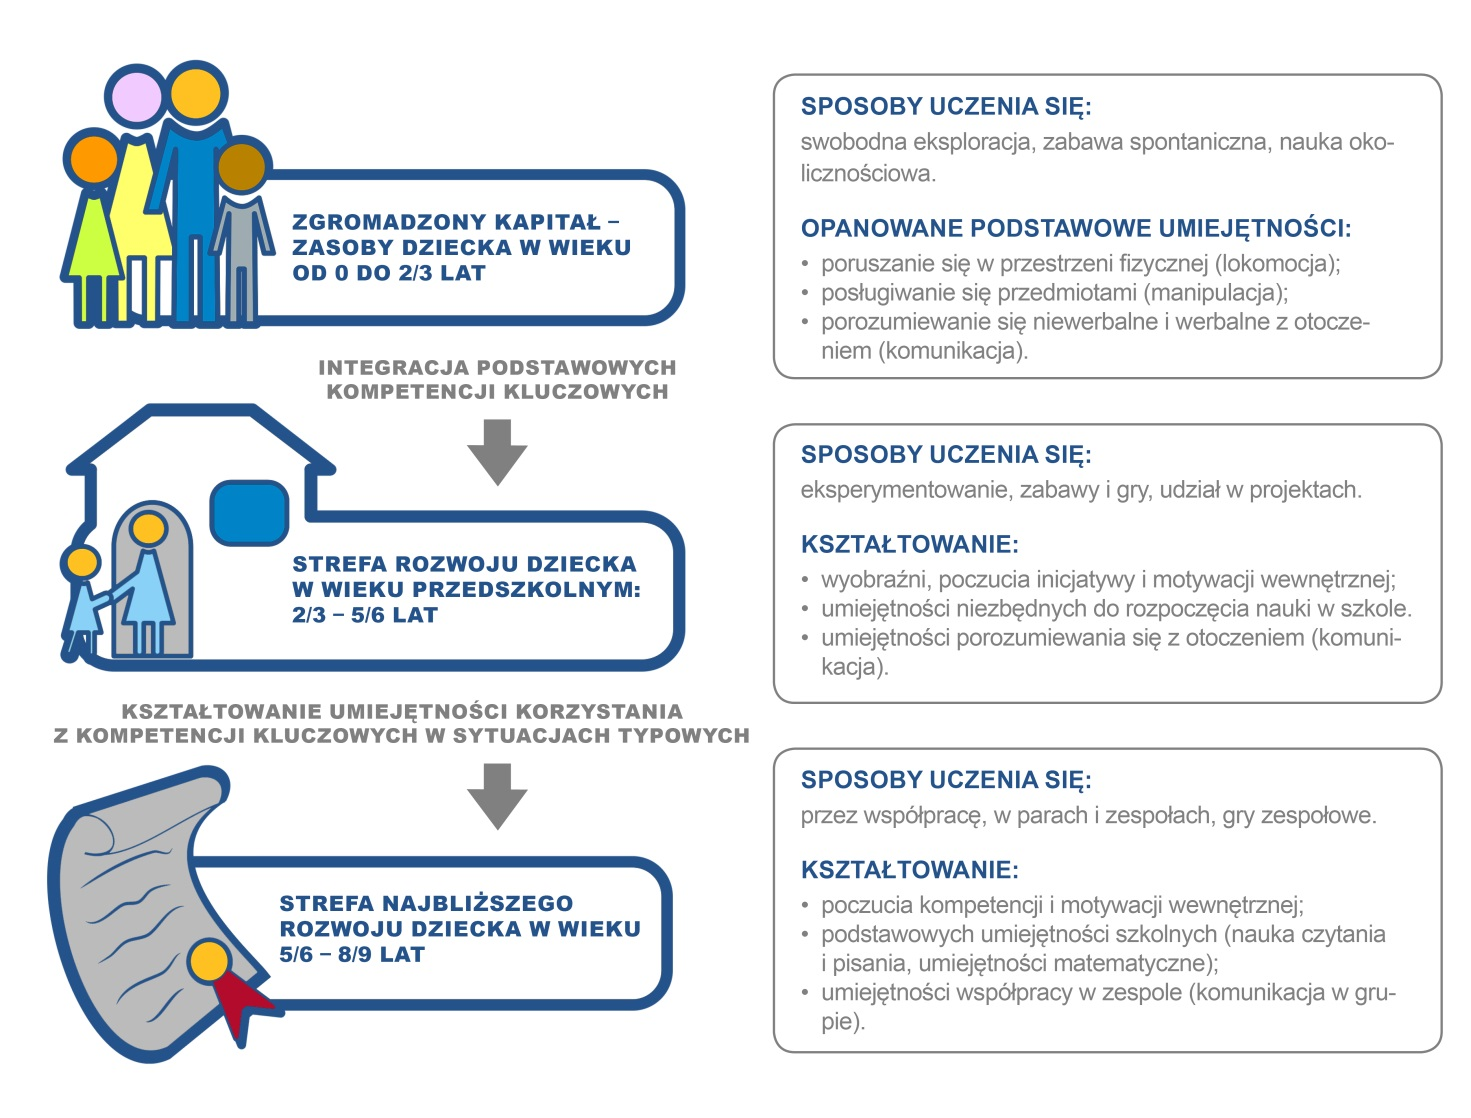 ZGROMADZONY KAPITAŁ –
ZASOBY DZIECKA W WIEKU
OD 0 DO 2/3 LAT
SPOSOBY UCZENIA SIĘ:
swobodna eksploracja, zabawa spontaniczna, nauka oko-
licznościowa.
OPANOWANE PODSTAWOWE UMIEJĘTNOŚCI:
• poruszanie się w przestrzeni fizycznej (lokomocja);
• posługiwanie się przedmiotami (manipulacja);
• porozumiewanie się niewerbalne i werbalne z otocze-
niem (komunikacja).
INTEGRACJA PODSTAWOWYCH
KOMPETENCJI KLUCZOWYCH
STREFA ROZWOJU DZIECKA
W WIEKU PRZEDSZKOLNYM:
2/3 – 5/6 LAT
SPOSOBY UCZENIA SIĘ:
eksperymentowanie, zabawy i gry, udział w projektach.
KSZTAŁTOWANIE:
• wyobraźni, poczucia inicjatywy i motywacji wewnętrznej;
• umiejętności niezbędnych do rozpoczęcia nauki w szkole.
• umiejętności porozumiewania się z otoczeniem (komuni-
kacja).
KSZTAŁTOWANIE UMIEJĘTNOŚCI KORZYSTANIA
Z KOMPETENCJI KLUCZOWYCH W SYTUACJACH TYPOWYCH
STREFA NAJBLIŻSZEGO
ROZWOJU DZIECKA W WIEKU
5/6 – 8/9 LAT
SPOSOBY UCZENIA SIĘ:
przez współpracę, w parach i zespołach, gry zespołowe.
KSZTAŁTOWANIE:
• poczucia kompetencji i motywacji wewnętrznej;
• podstawowych umiejętności szkolnych (nauka czytania
i pisania, umiejętności matematyczne);
• umiejętności współpracy w zespole (komunikacja w gru-
pie).